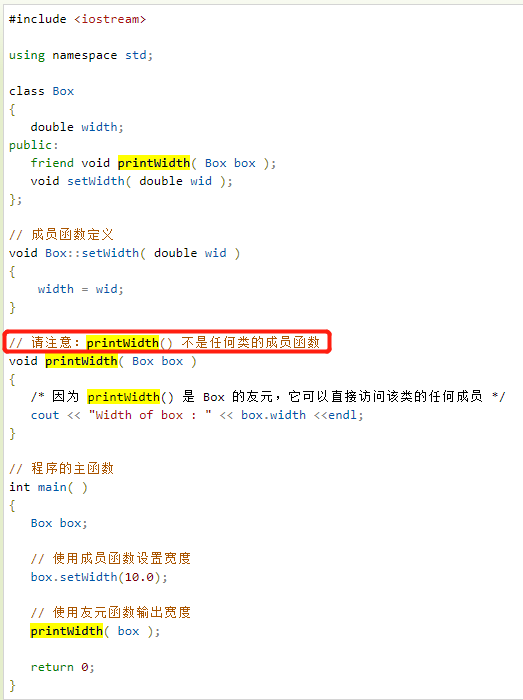 #include <iostream>
using namespace std;
class Box
{
double width;
public:
friend void printWidth( Box box );
void setWidth( double wid );
};
// 成员函数定义
void Box::setWidth( double wid )
{
width = wid;
}
// 请注意：printWidth() 不是任何类的成员函数
void printWidth( Box box )
{
/* 因为 printWidth() 是 Box 的友元，它可以直接访问该类的任何成员 */
cout << "Width of box : " << box.width <<endl;
}
// 程序的主函数
int main( )
{
Box box;
// 使用成员函数设置宽度
box.setWidth(10.0);
// 使用友元函数输出宽度
printWidth( box );
return 0;
}